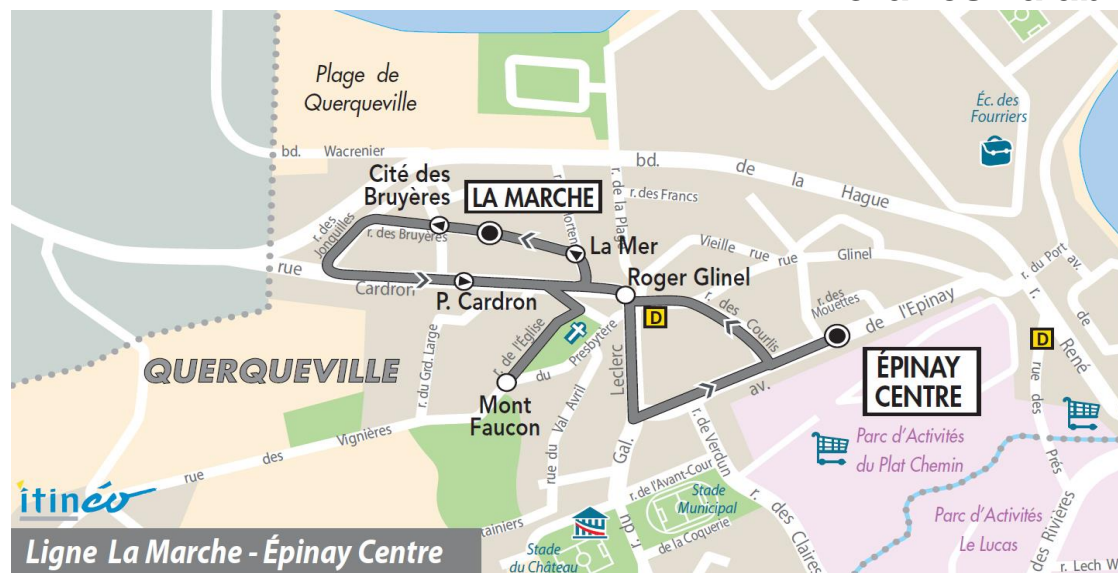 Plage de
Querqueville
Éc. des
Fourriers
bd. Wacrenier
bd. de la Hague
Cité des
Bruyères
LA MARCHE
r. de la Plage
r. des Francs
r. des Jonquilles
r. des Bruyères
La Mer
Vieille rue
rue Glinel
r. du Port
rue Cardron
P. Cardron
Roger Glinel
r. des Courlis
r. des
Mouettes
av. de l'Epinay
av. de
r. René
D
D
r. de l'Église
r. du Grd. Large
du Presbytère
Leclerc
QUERQUEVILLE
ÉPINAY
CENTRE
Mont
Faucon
rue des Vignières
rue du Val Avril
Gal.
r. du
r. de Verdun
rue des Prés
Parc d'Activités
du Plat Chemin
r. de l'Avant-Cour
Stade
Municipal
r. des Claires
de la Coquerie
Parc d'Activités
Le Lucas
des Rivières
r. Lech W
itinéo
tainiers
Stade
du Château
Ligne La Marche - Épinay Centre